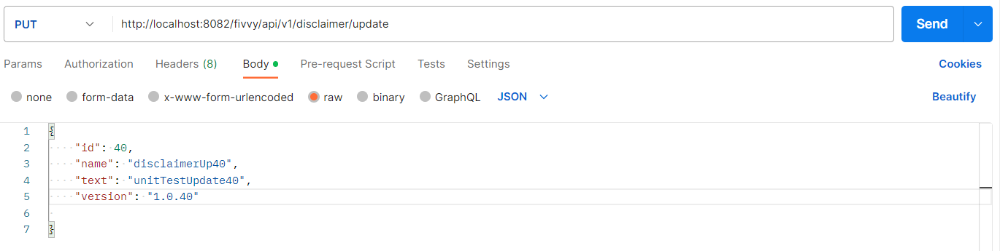 PUT http://localhost:8082/fivvy/api/v1/disclaimer/update Send
Params Authorization Headers (8) Body Pre-request Script Tests Settings Cookies
none form-data x-www-form-urlencoded raw binary GraphQL JSON Beautify
1 {
2 "id": 40,
3 "name": "disclaimerUp40",
4 "text": "unitTestUpdate40",
5 "version": "1.0.40"
6
7 }